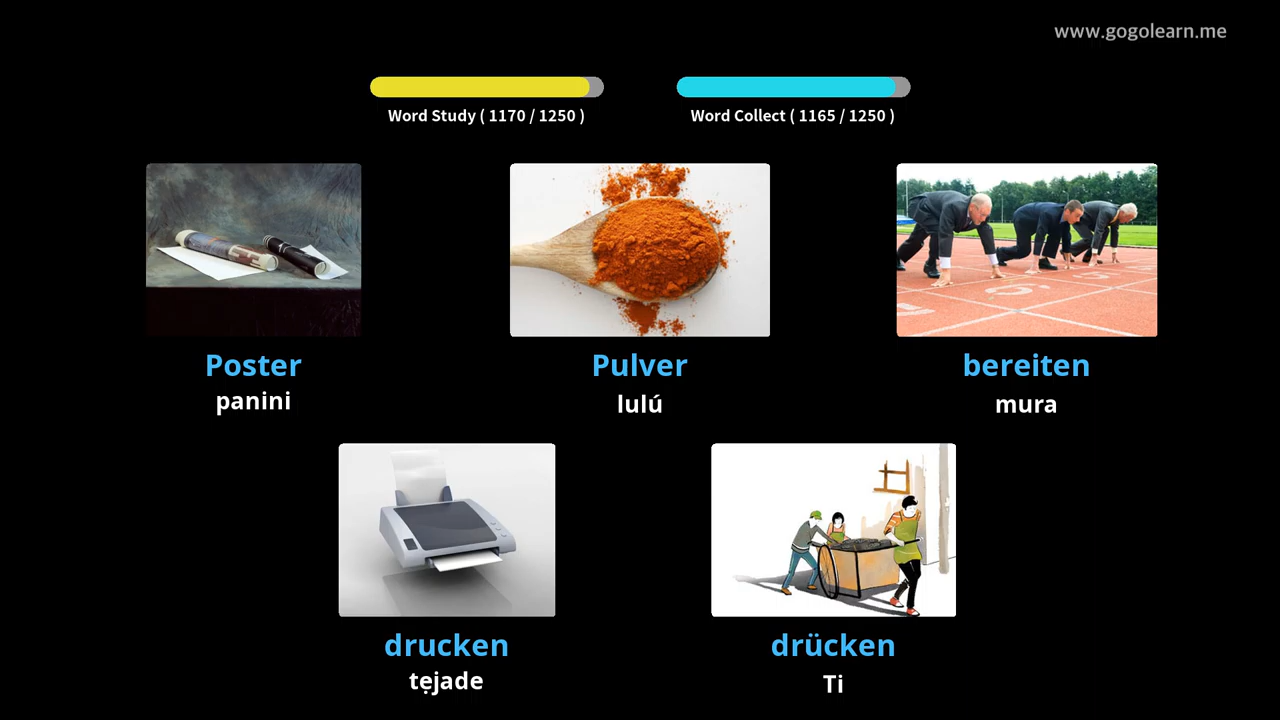 www.gogolearn.me
Word Study ( 1170 / 1250 )
Word Collect ( 1165 / 1250 )
Poster
panini
Pulver
lulú
bereiten
mura
drucken
tẹjade
drücken
Ti